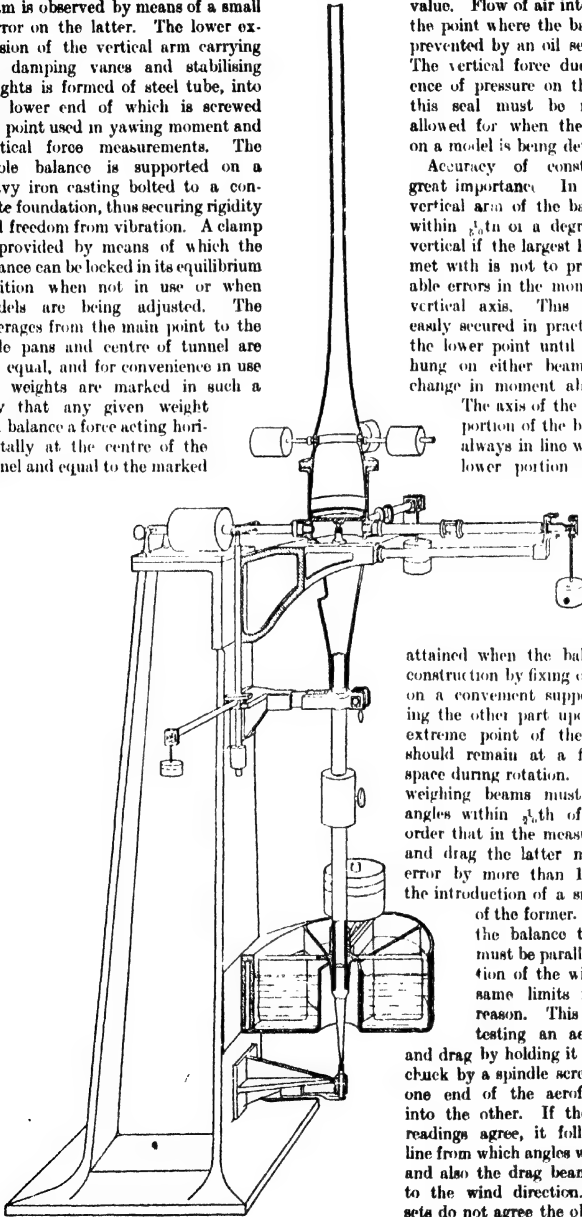 m is observed by means of a small
ror on the latter. The lower ex-
sion of the vertical arm carrying
damping vanes and stabilising
ghts is formed of steel tube, into
lower end of which is screwed
point used in yawing moment and
tical force measurements. The
ole balance is supported on a
vy iron casting bolted to a con-
te foundation, thus securing rigidity
freedom from vibration. A clamp
provided by means of which the
ance can be locked in its equilibrium
ition when not in use or when
dels are being adjusted. The
erages from the main point to the
le pans and centre of tunnel are
equal, and for convenience in use
weights are marked in such a
y that any given weight
balance a force acting hori-
tally at the centre of the
nel and equal to the marked
value. Flow of air int
the point where the ba
prevented by an oil se
The vertical force du
ence of pressure on th
this seal must be
allowed for when the
on a model is being de
Accuracy of const
great importance In
vertical arm of the ba
within of a degre
vertical if the largest
met with is not to pr
able errors in the mom
vertical axis. This
easily secured in pract
the lower point until
hung on either beam
change in moment al
The axis of the
portion of the b
always in line w
lower portion
attained when the bal
construction by fixing
on a convenient supp
ing the other part up
extreme point of the
should remain at a f
space during rotation.
weighing beams must
angles within of
order that in the meas
and drag the latter m
error by more than 1
the introduction of a s
of the former.
the balance t
must be parall
tion of the wi
same limits
reason. This
testing an ae
and drag by holding it
chuck by a spindle scre
one end of the aerof
into the other. If the
readings agree, it foll
line from which angles w
and also the drag bean
to the wind direction.
sets do not agree the ob